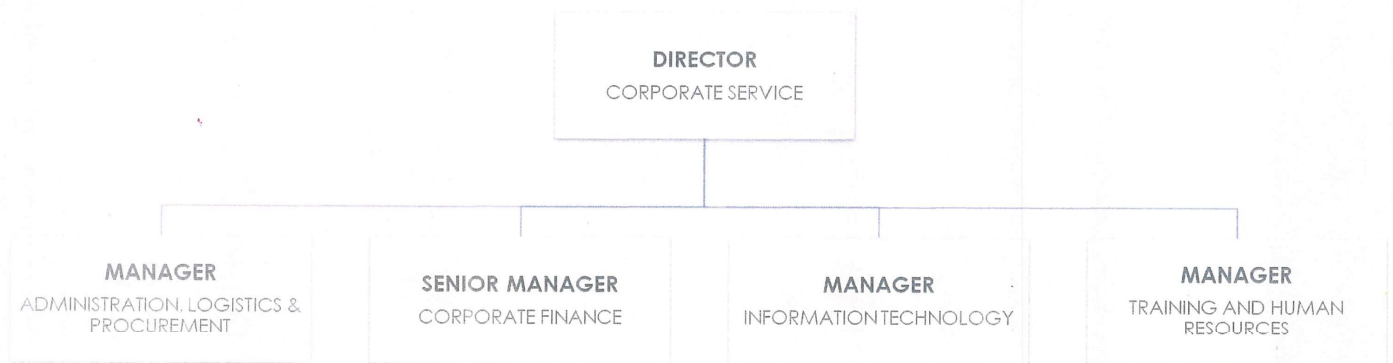 DIRECTOR
CORPORATE SERVICE
MANAGER
ADMINISTRATION, LOGISTICS &
PROCUREMENT
SENIOR MANAGER
CORPORATE FINANCE
MANAGER
INFORMATION TECHNOLOGY
MANAGER
TRAINING AND HUMAN
RESOURCES